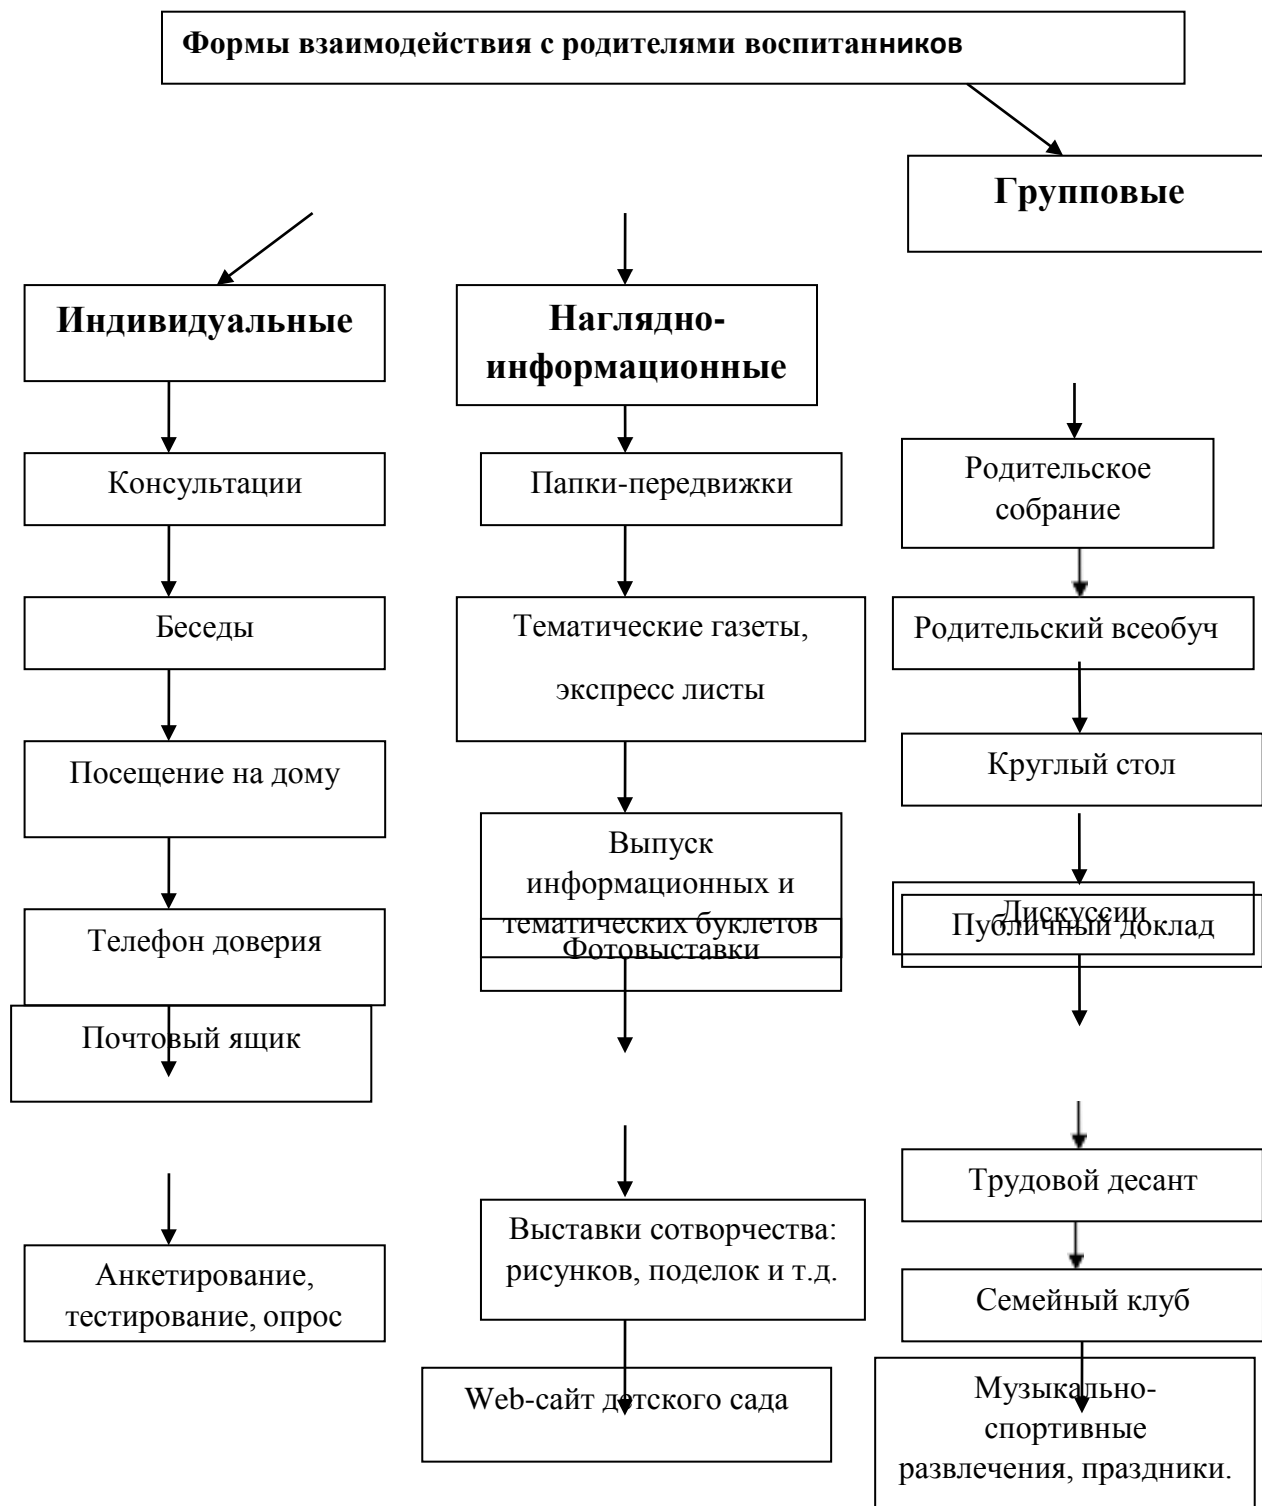 Формы взаимодействия с родителями воспитанников
Групповые
Индивидуальные
Наглядно-
информационные
Консультации
Папки-передвижки
Родительское
собрание
Беседы
Тематические газеты,
экспресс листы
Родительский всеобуч
Посещение на дому
Круглый стол
Выпуск
информационных и
тематических буклетов
Фотовыставки
Дискуссии
Публичный доклад
Телефон доверия
Почтовый ящик
Трудовой десант
Выставки сотворчества:
рисунков, поделок и т.д.
Анкетирование,
тестирование, опрос
Семейный клуб
Web-сайт детского сада
Музыкально-
спортивные
развлечения, праздники.